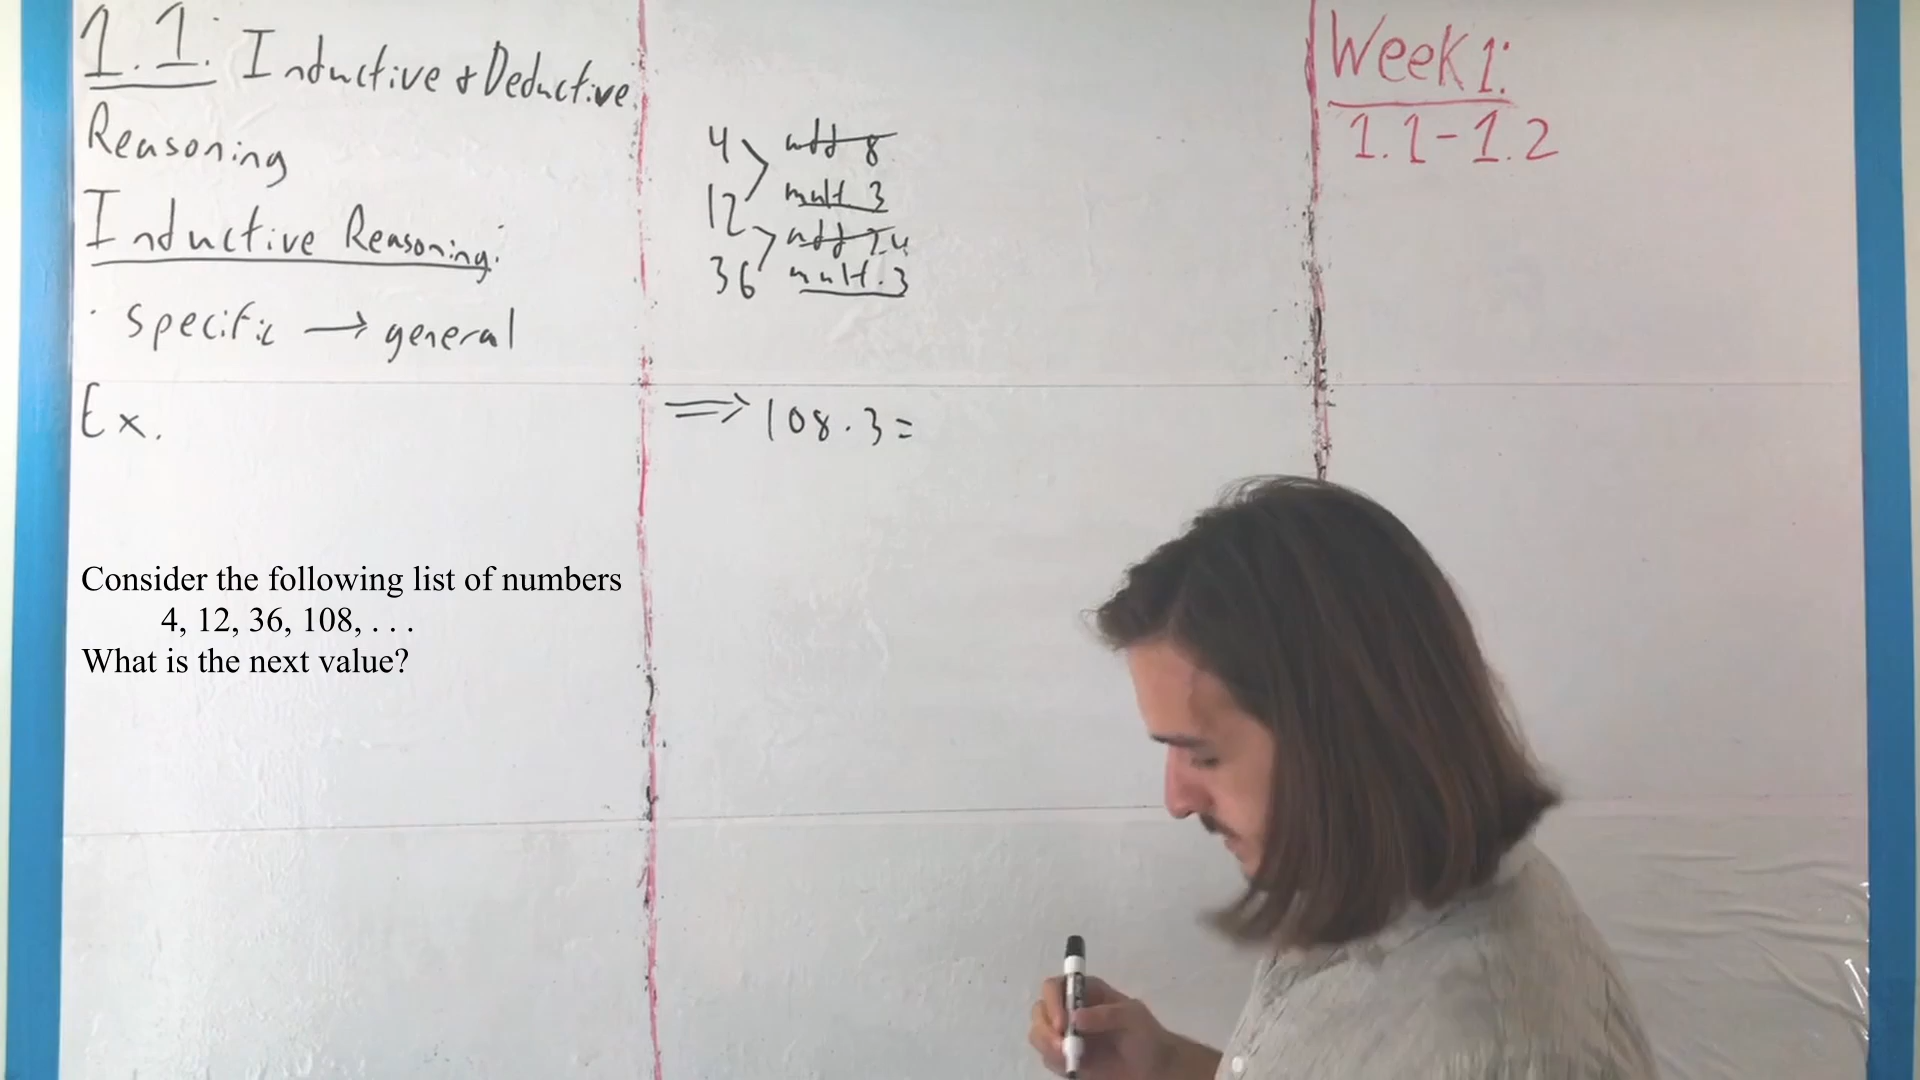 1.1: Inductive & Deductive
Reasoning
Inductive Reasoning:
· specific → general
Ex.
Consider the following list of numbers
4, 12, 36, 108, . . .
What is the next value?
4 add 8
mult 3
12
add 24
36 mult. 3
⟹ 108 · 3 =
Week 1:
1.1-1.2